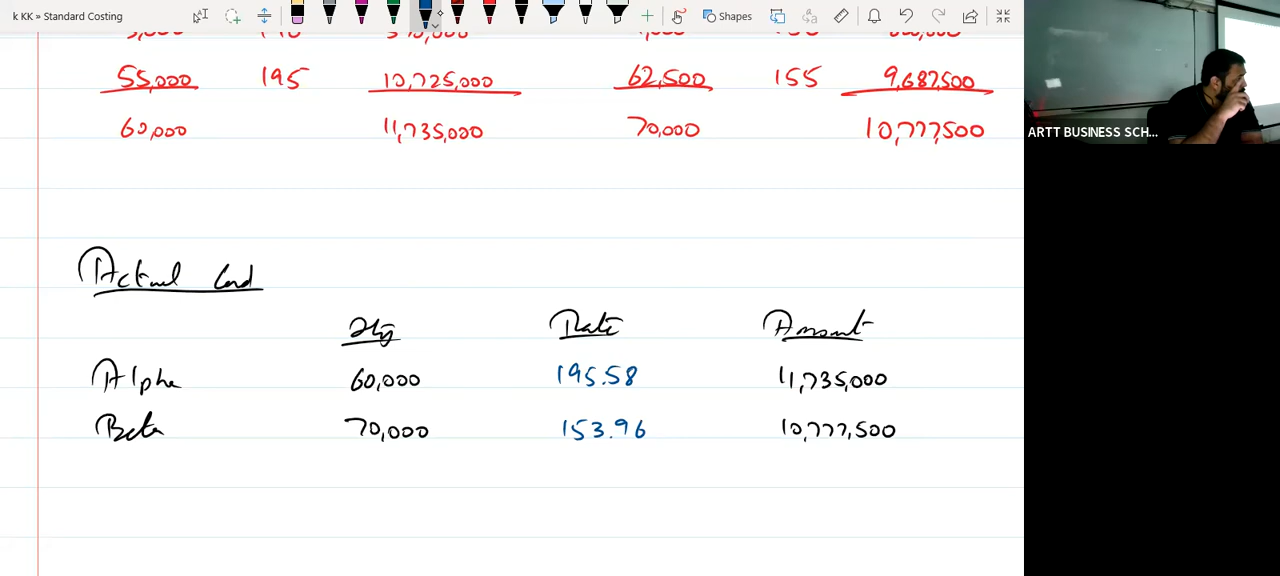 k KK » Standard Costing
Shapes
55,000 195 10,725,000 62,500 155 9,687,500
60,000 11,735,000 70,000 10,777,500
ARTT BUSINESS SCH...
Actual Card
Qty Rate Amount
Alpha 60,000 195.58 11,735,000
Beta 70,000 153.96 10,777,500